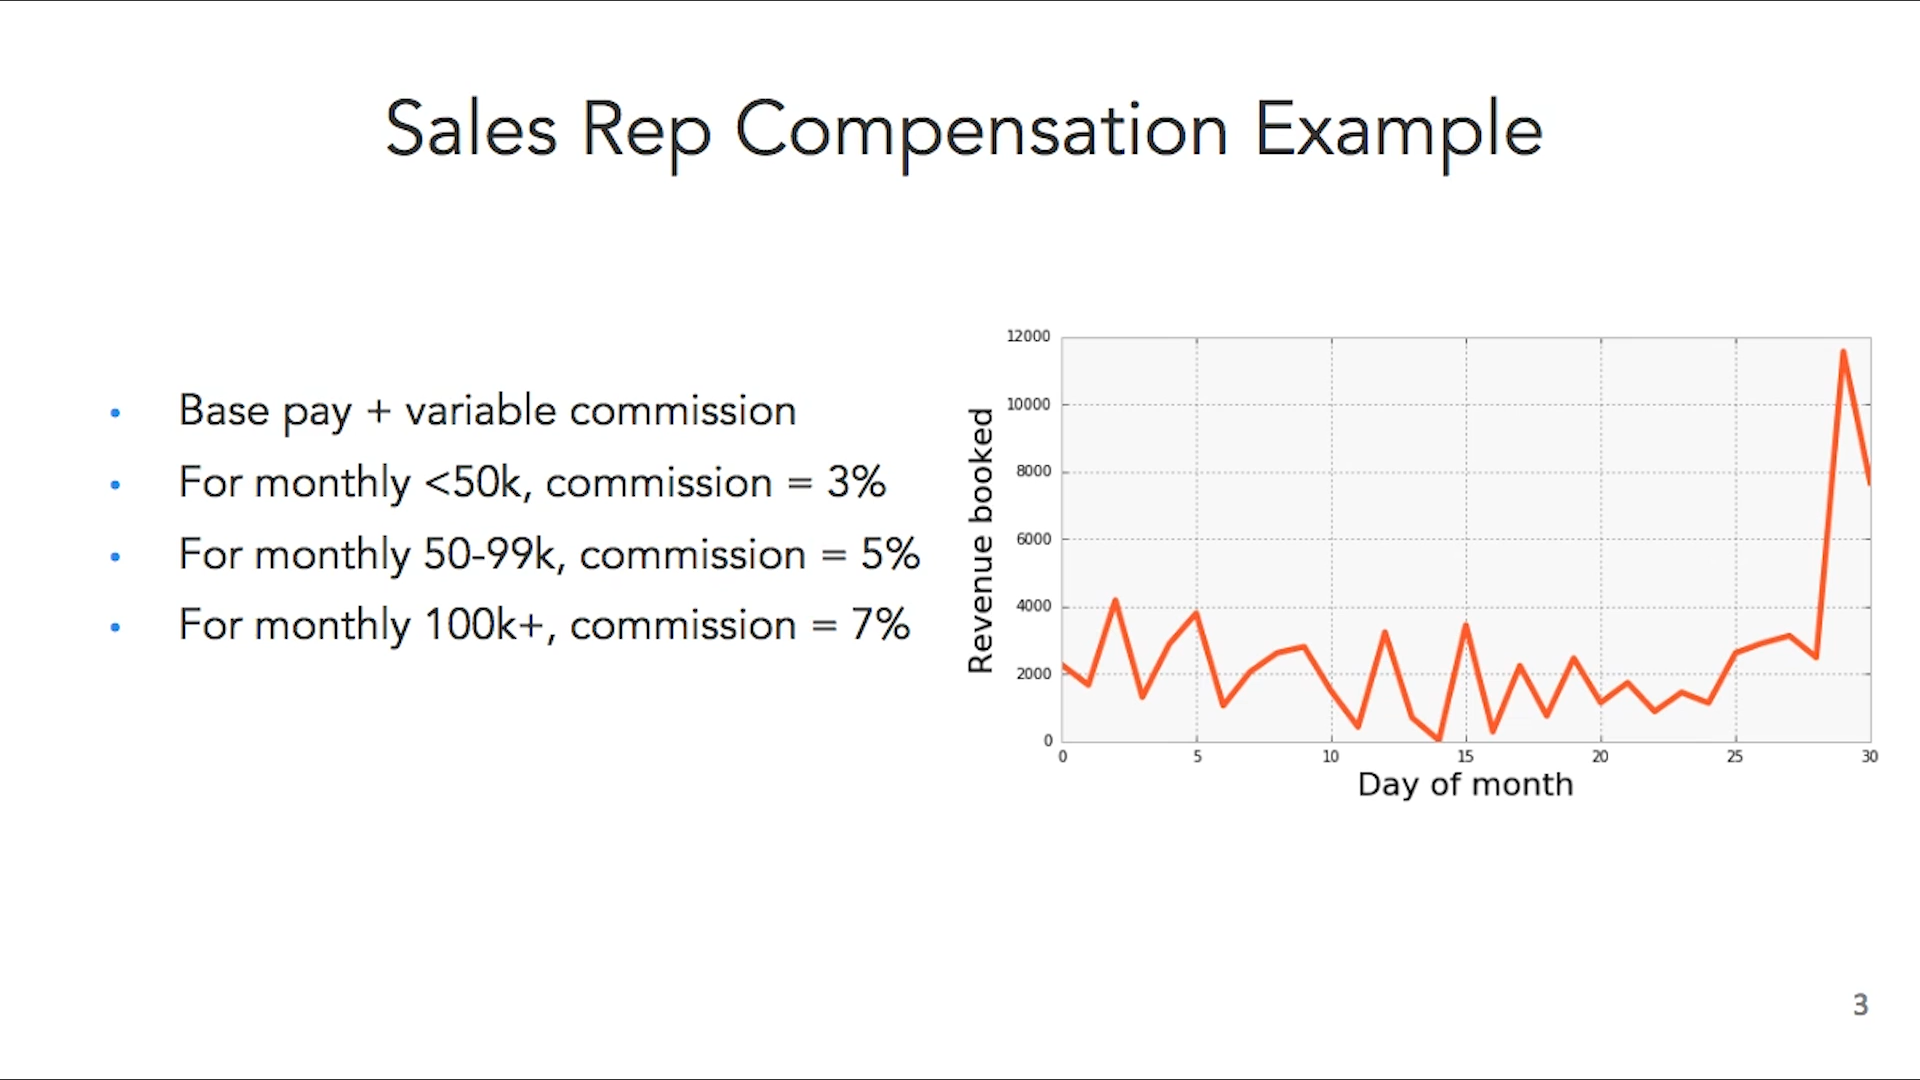 Sales Rep Compensation Example
• Base pay + variable commission
• For monthly <50k, commission = 3%
• For monthly 50-99k, commission = 5%
• For monthly 100k+, commission = 7%
Revenue booked
12000
10000
8000
6000
4000
2000
0
0 5 10 15 20 25 30
Day of month
3